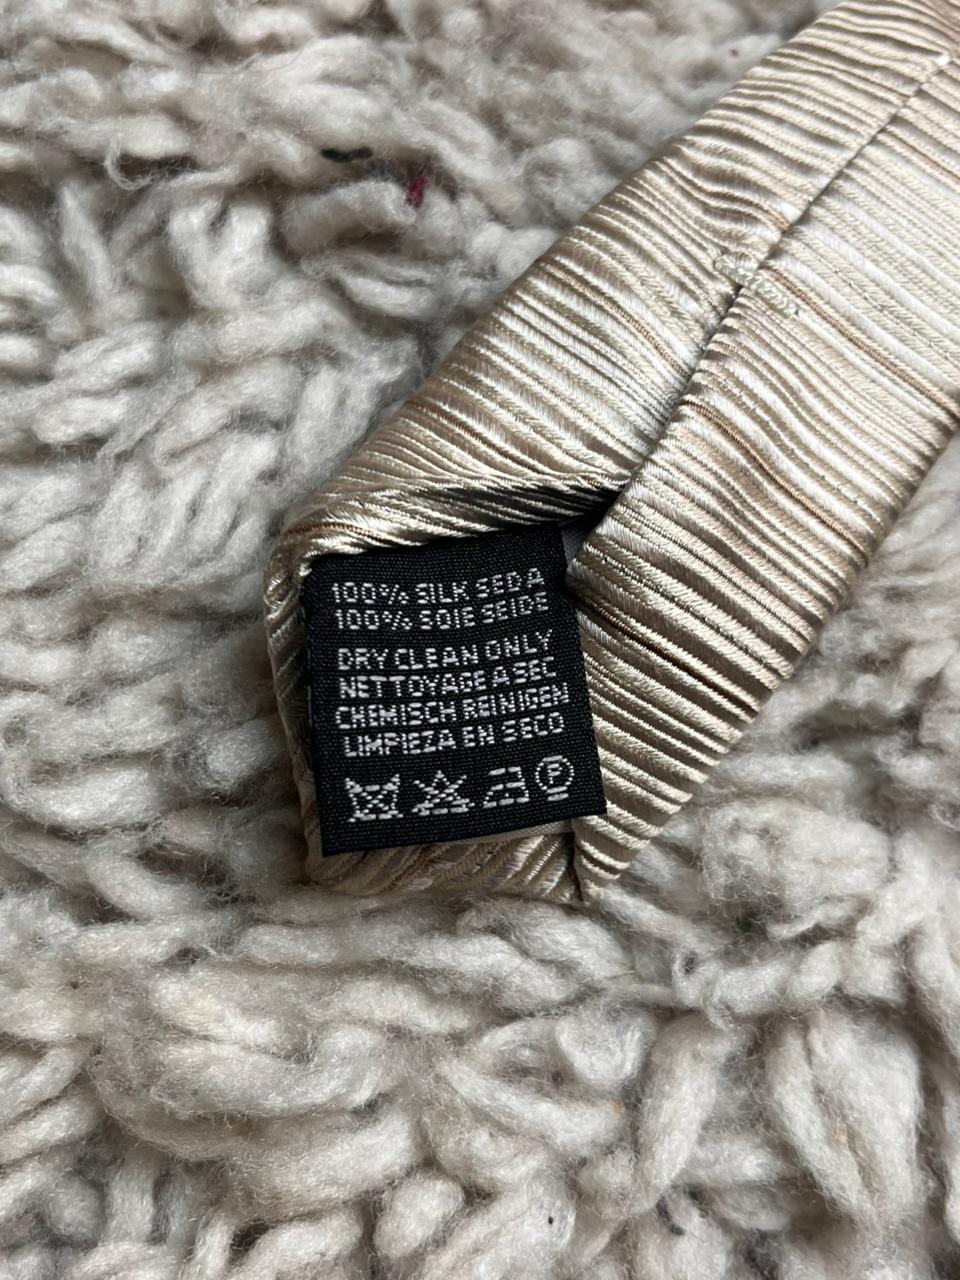 100% SILK SEDA
100% SOIE SEIDE
DRY CLEAN ONLY
NETTOYAGE A SEC
CHEMISCH REINIGEN
LIMPIEZA EN SECO
P